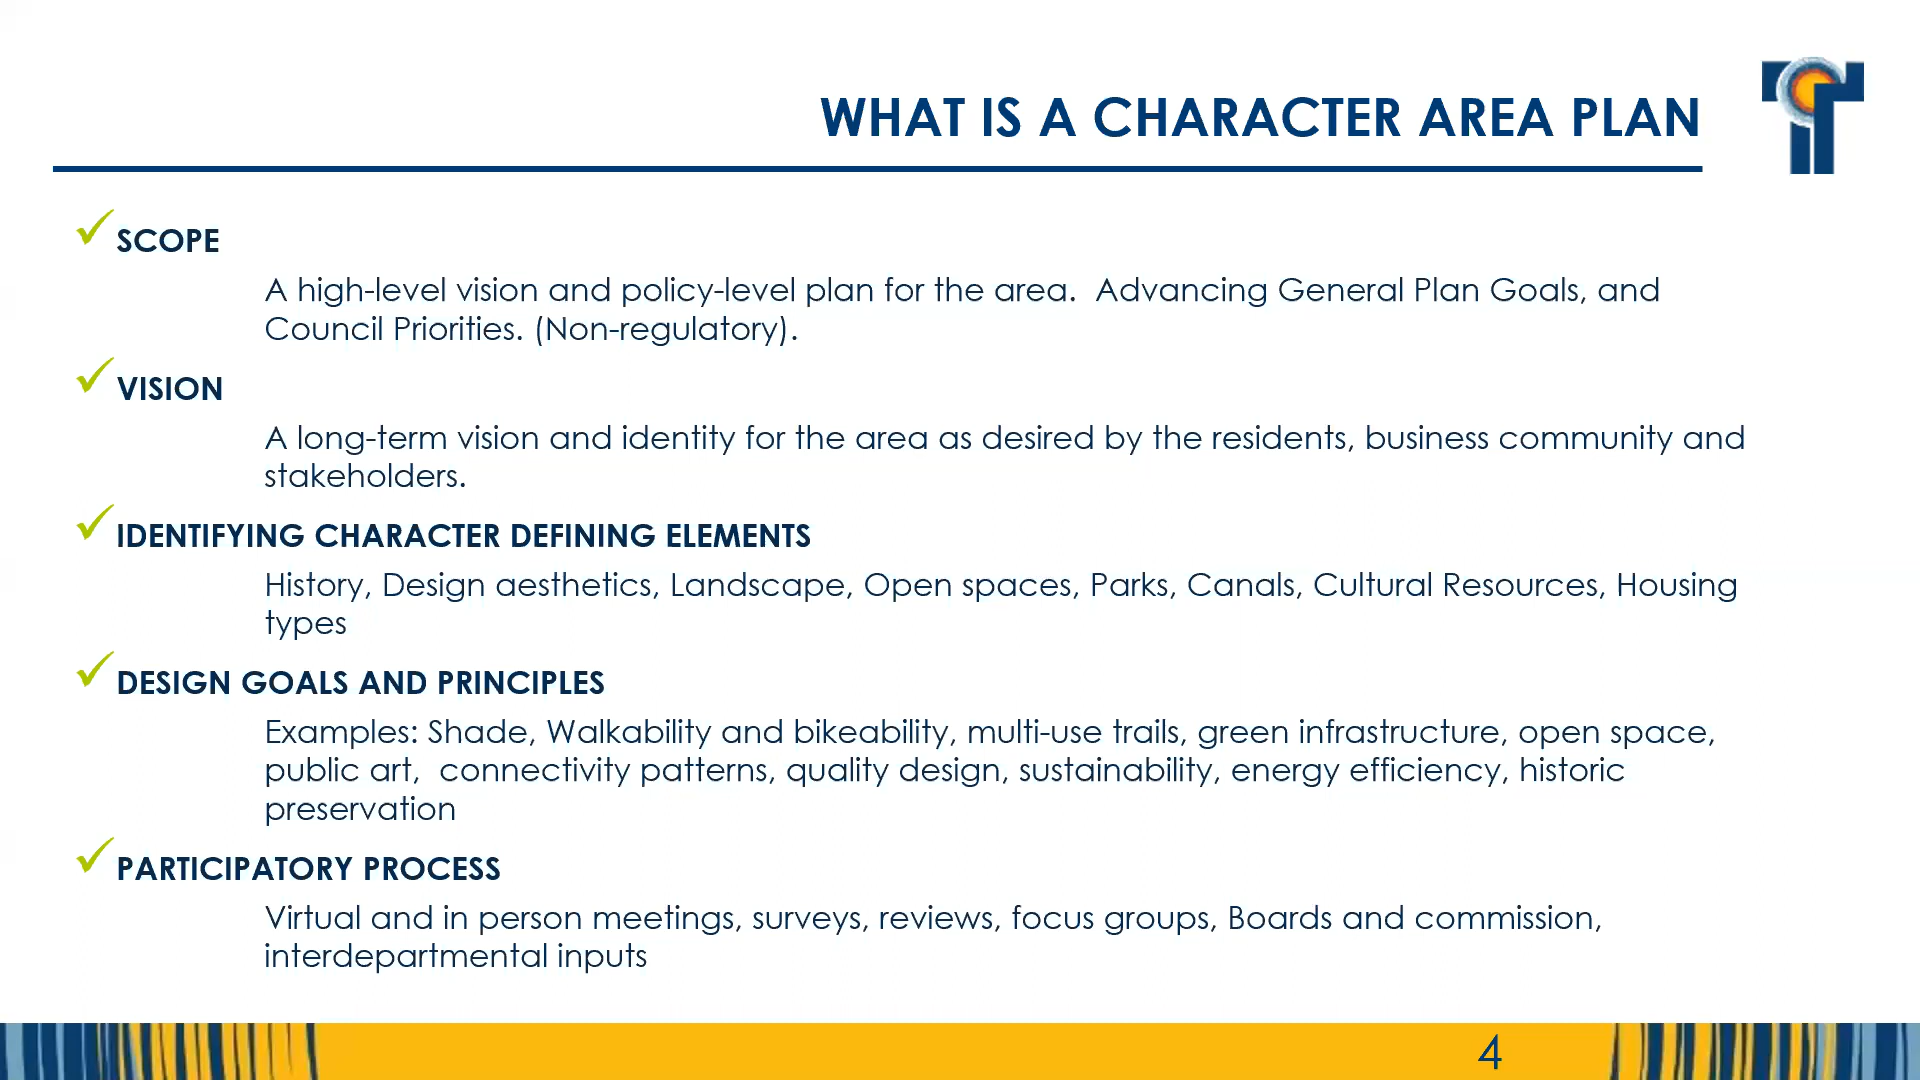 WHAT IS A CHARACTER AREA PLAN
SCOPE
A high-level vision and policy-level plan for the area.  Advancing General Plan Goals, and
Council Priorities. (Non-regulatory).
VISION
A long-term vision and identity for the area as desired by the residents, business community and
stakeholders.
IDENTIFYING CHARACTER DEFINING ELEMENTS
History, Design aesthetics, Landscape, Open spaces, Parks, Canals, Cultural Resources, Housing
types
DESIGN GOALS AND PRINCIPLES
Examples: Shade, Walkability and bikeability, multi-use trails, green infrastructure, open space,
public art,  connectivity patterns, quality design, sustainability, energy efficiency, historic
preservation
PARTICIPATORY PROCESS
Virtual and in person meetings, surveys, reviews, focus groups, Boards and commission,
interdepartmental inputs
4